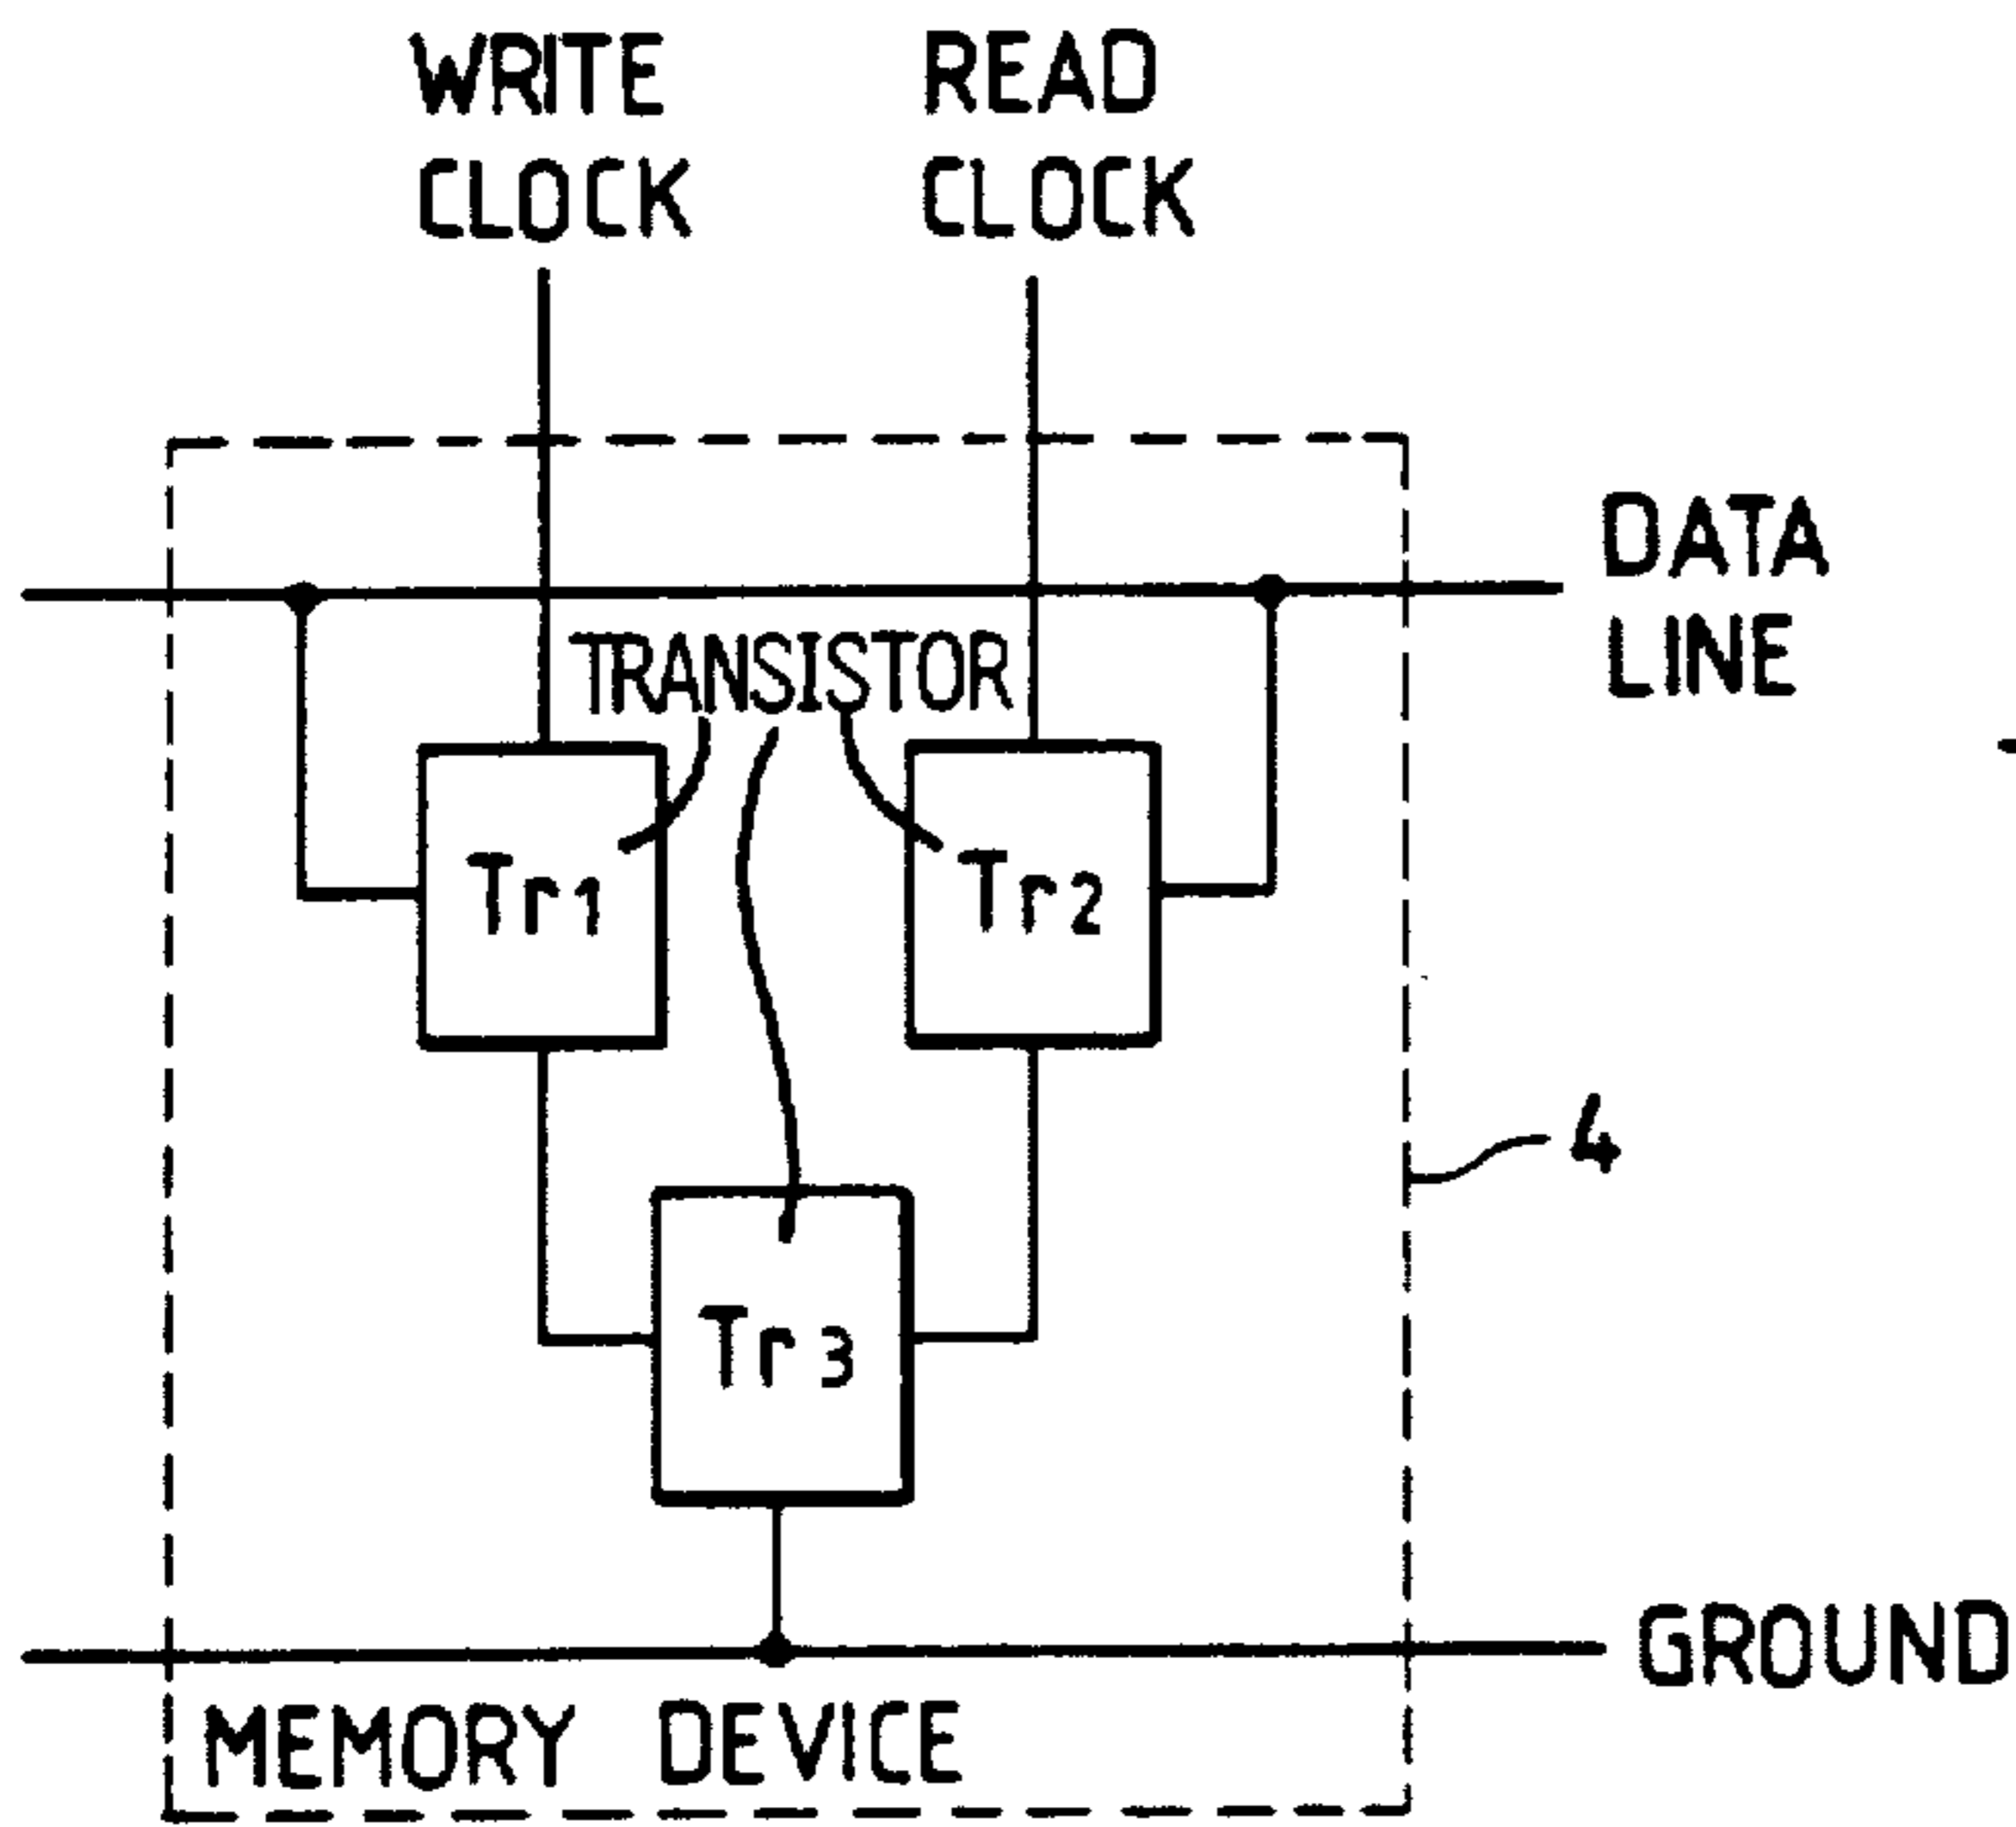 WRITE
CLOCK
READ
CLOCK
DATA
LINE
TRANSISTOR
Tr1
Tr2
4
Tr3
GROUND
MEMORY DEVICE